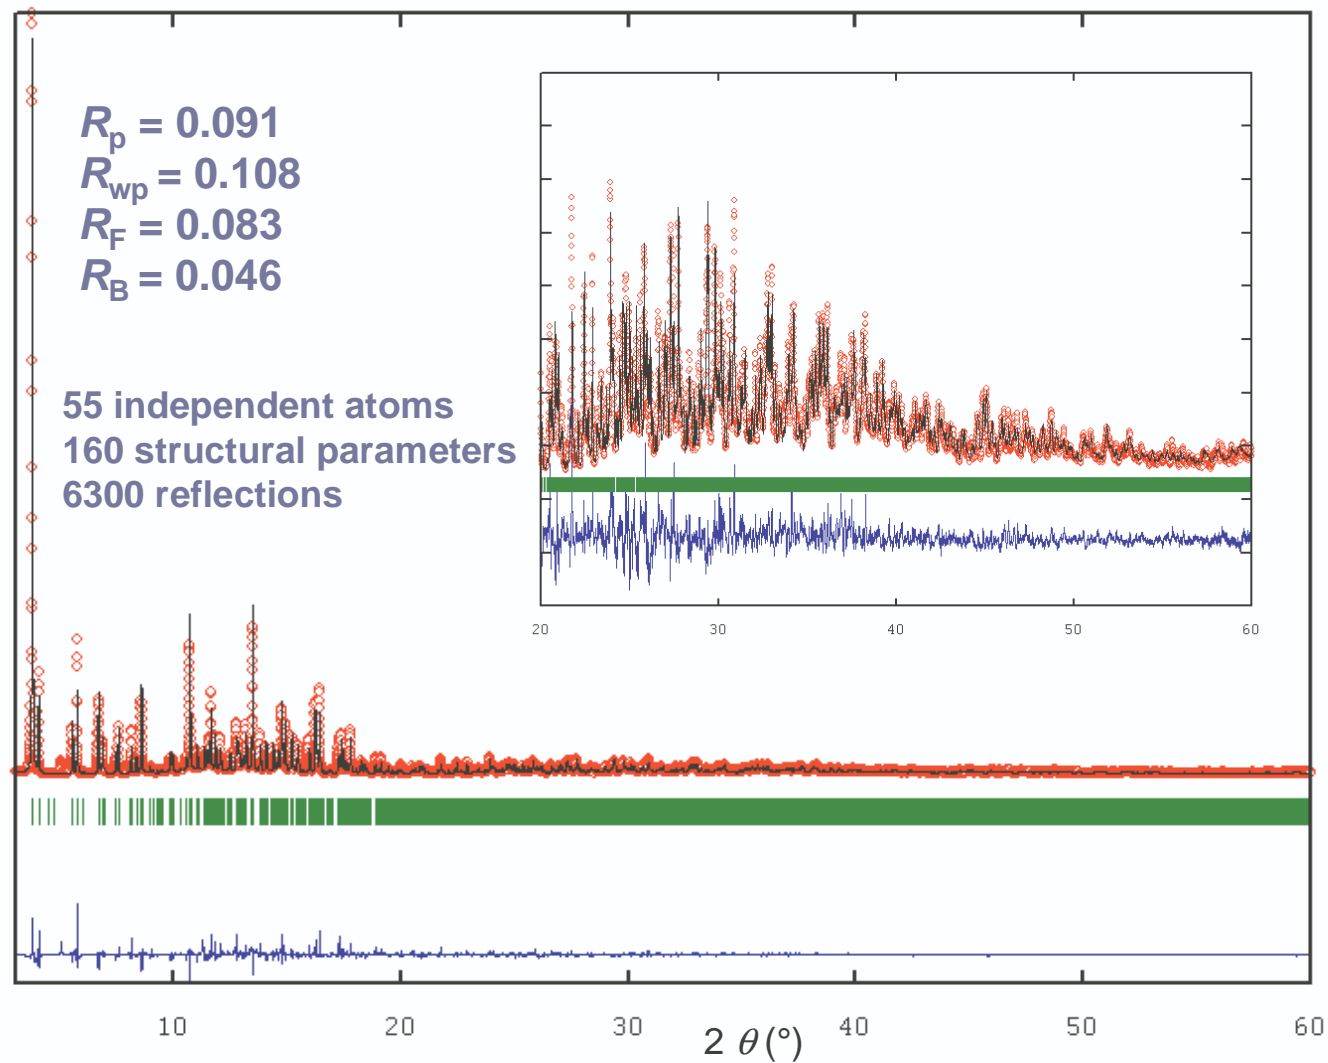 Rp = 0.091
Rwp = 0.108
RF = 0.083
RB = 0.046
55 independent atoms
160 structural parameters
6300 reflections
20 30 40 50 60
10 20 30 40 50 60
2 θ (°)